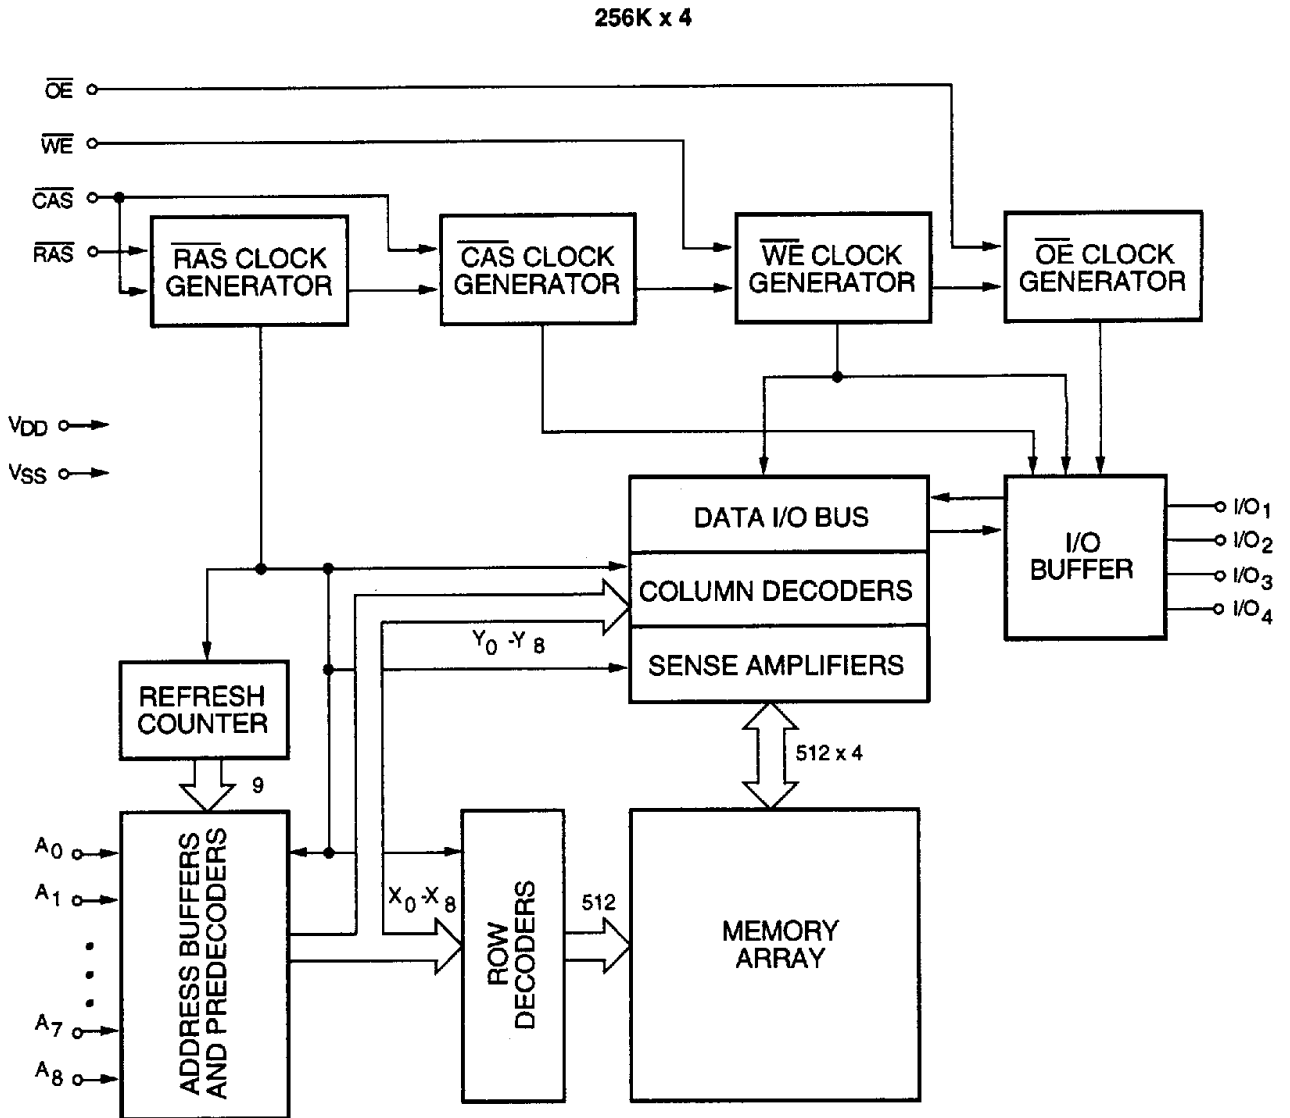 256K x 4
OE
WE
CAS
RAS
RAS CLOCK
GENERATOR
CAS CLOCK
GENERATOR
WE CLOCK
GENERATOR
OE CLOCK
GENERATOR
VDD
VSS
DATA I/O BUS
COLUMN DECODERS
SENSE AMPLIFIERS
I/O
BUFFER
I/O1
I/O2
I/O3
I/O4
Y0 -Y8
REFRESH
COUNTER
9
512 x 4
A0
A1
A7
A8
ADDRESS BUFFERS
AND PREDECODERS
X0-X8
ROW
DECODERS
512
MEMORY
ARRAY